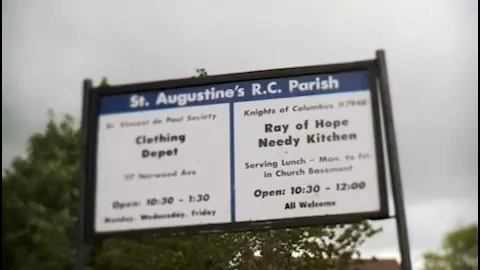 St. Augustine's R.C. Parish
St. Vincent de Paul Society
Clothing
Depot
117 Norwood Ave
Open: 10:30 - 1:30
Monday, Wednesday, Friday
Knights of Columbus #7948
Ray of Hope
Needy Kitchen
Serving Lunch - Mon. to Fri
in Church Basement
Open: 10:30 - 12:00
All Welcome